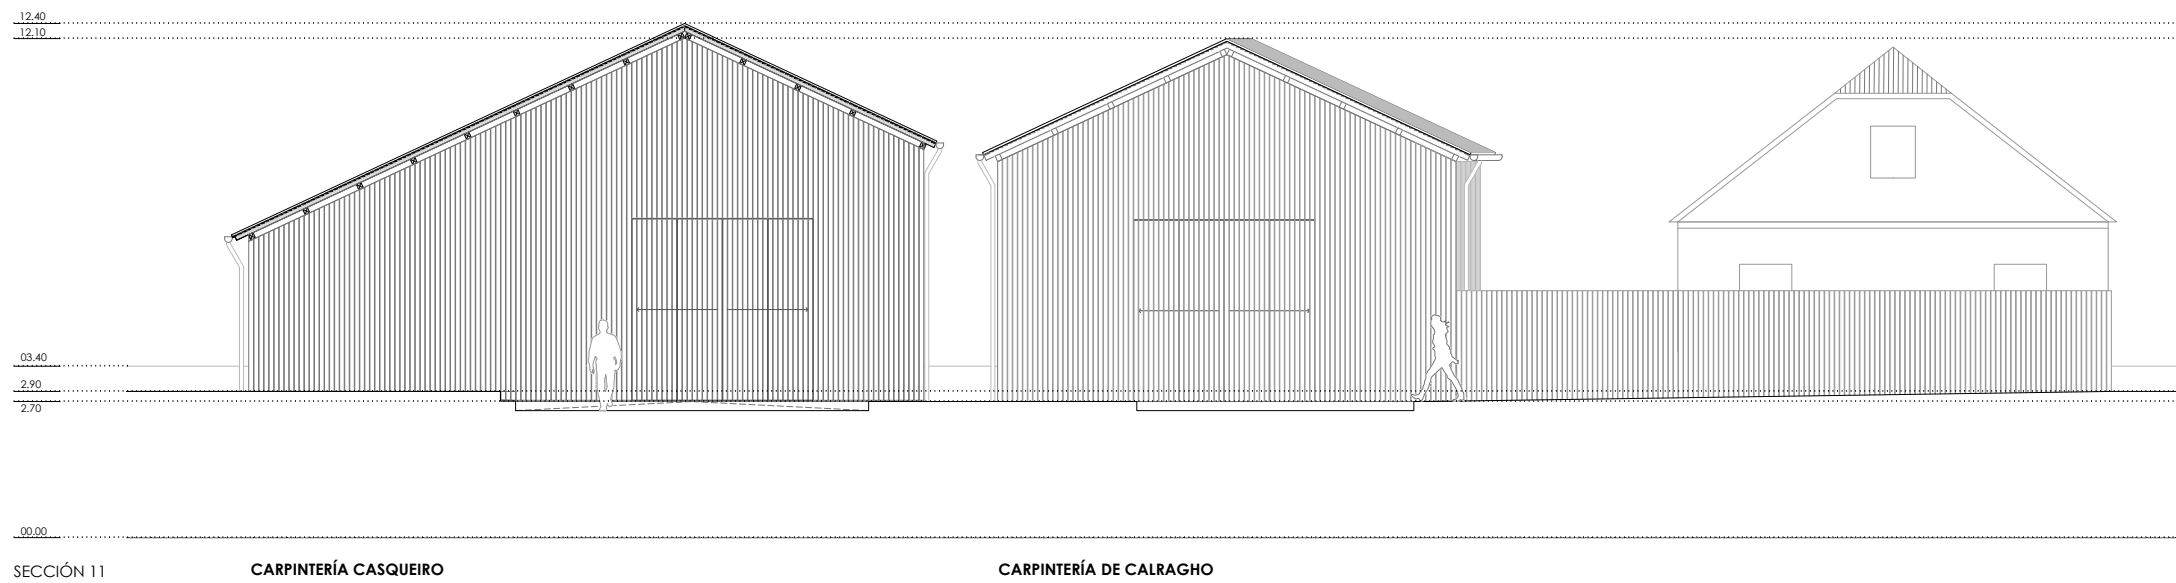 12.40
12.10
03.40
2.90
2.70
00.00
SECCIÓN 11
CARPINTERÍA CASQUEIRO
CARPINTERÍA DE CALRAGHO